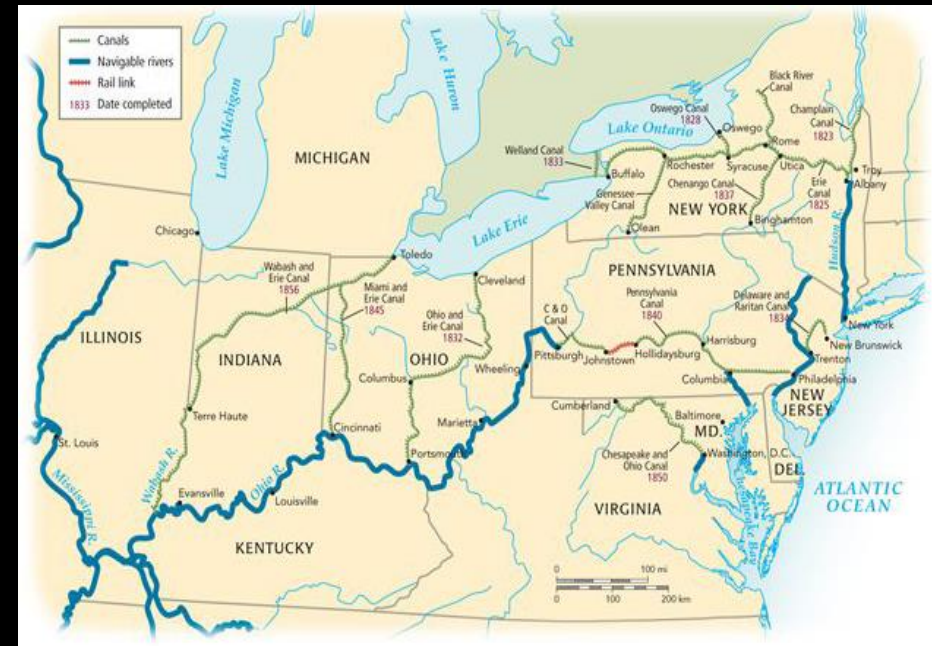 Canals
Navigable rivers
Rail link
1833 Date completed
Lake Michigan
Lake Huron
Lake Ontario
Lake Erie
MICHIGAN
Chicago
Toledo
Cleveland
Black River
Canal
Oswego Canal
1828
Oswego
Champlain
Canal
1823
Welland Canal
1833
Buffalo
Rochester
Syracuse
Rome
Utica
Troy
Albany
Erie
Canal
1825
Genessee
Valley Canal
Chenango Canal
1837
NEW YORK
Olean
Binghamton
Hudson R.
Wabash and
Erie Canal
1856
Miami and
Erie Canal
1845
Ohio and
Erie Canal
1832
PENNSYLVANIA
Pennsylvania
Canal
1840
Delaware and
Raritan Canal
1834
C & O
Canal
New York
New Brunswick
Trenton
ILLINOIS
INDIANA
OHIO
Columbus
Wheeling
Pittsburgh
Johnstown
Hollidaysburg
Harrisburg
Columbia
Philadelphia
NEW
JERSEY
Terre Haute
Cincinnati
Marietta
Portsmouth
Cumberland
Baltimore
MD.
Washington, D.C.
DEL.
Chesapeake and
Ohio Canal
1850
Chesapeake Bay
ATLANTIC
OCEAN
St. Louis
Mississippi R.
Wabash R.
Evansville
Ohio R.
Louisville
KENTUCKY
VIRGINIA
0 100 mi
0 100 200 km